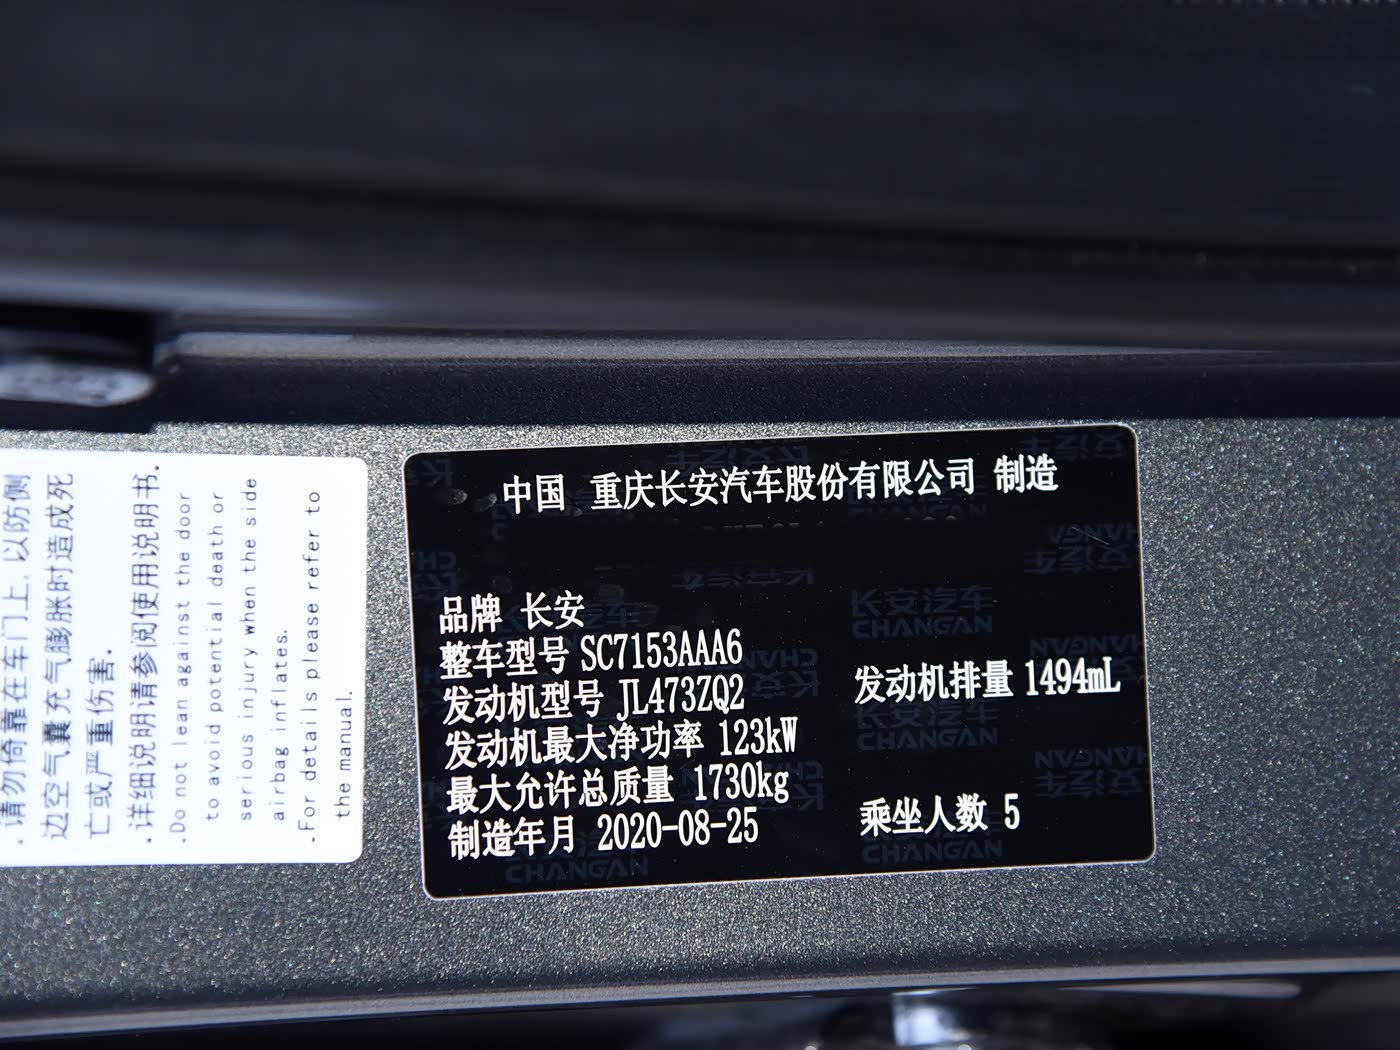 ·请勿倚靠在车门上,以防侧
边空气囊充气膨胀时造成死
亡或严重伤害.
·详细说明请参阅使用说明书.
·Do not lean against the door
to avoid potential death or
serious injury when the side
airbag inflates.
·For details please refer to
the manual.
中国 重庆长安汽车股份有限公司 制造
品牌 长安
整车型号 SC7153AAA6
发动机型号 JL473ZQ2
发动机排量 1494mL
发动机最大净功率 123kW
最大允许总质量 1730kg
制造年月 2020-08-25
乘坐人数 5
长安汽车
CHANGAN